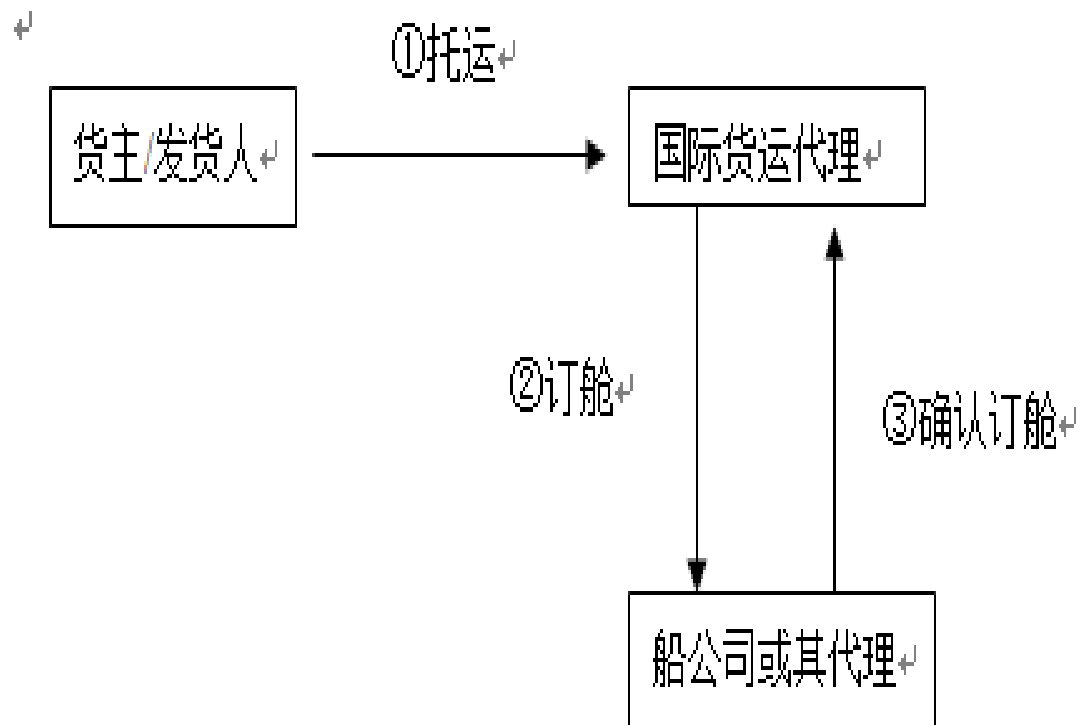 ①托运
货主/发货人
国际货运代理
②订舱
③确认订舱
船公司或其代理